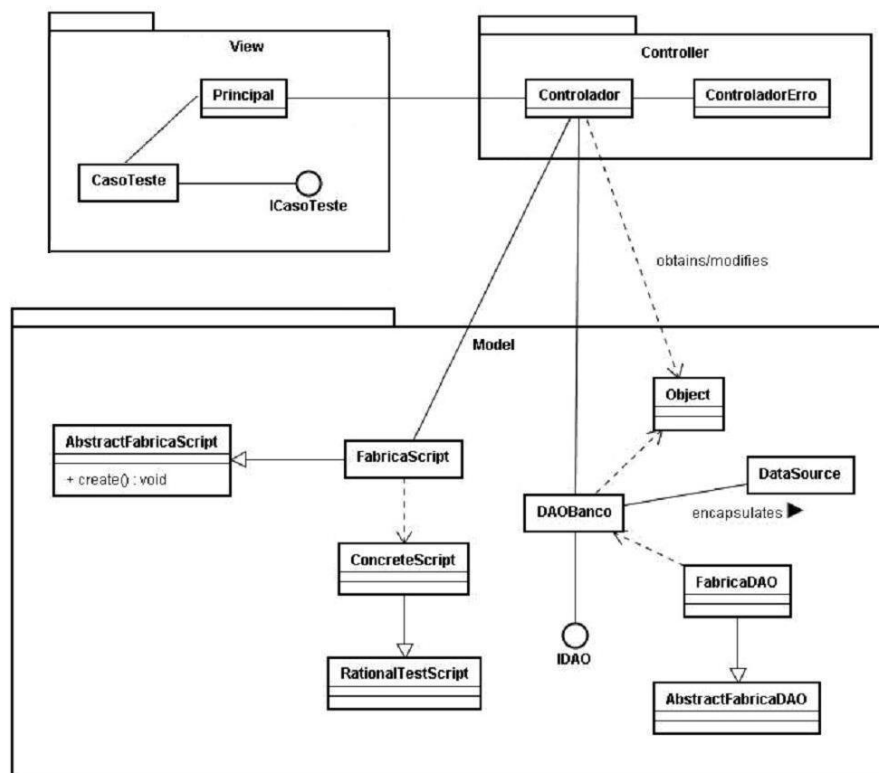 View
Controller
Principal
Controlador
ControladorErro
CasoTeste
ICasoTeste
obtains/modifies
Model
Object
AbstractFabricaScript
+ create() : void
FabricaScript
DataSource
DAOBanco
encapsulates
ConcreteScript
FabricaDAO
IDAO
RationalTestScript
AbstractFabricaDAO